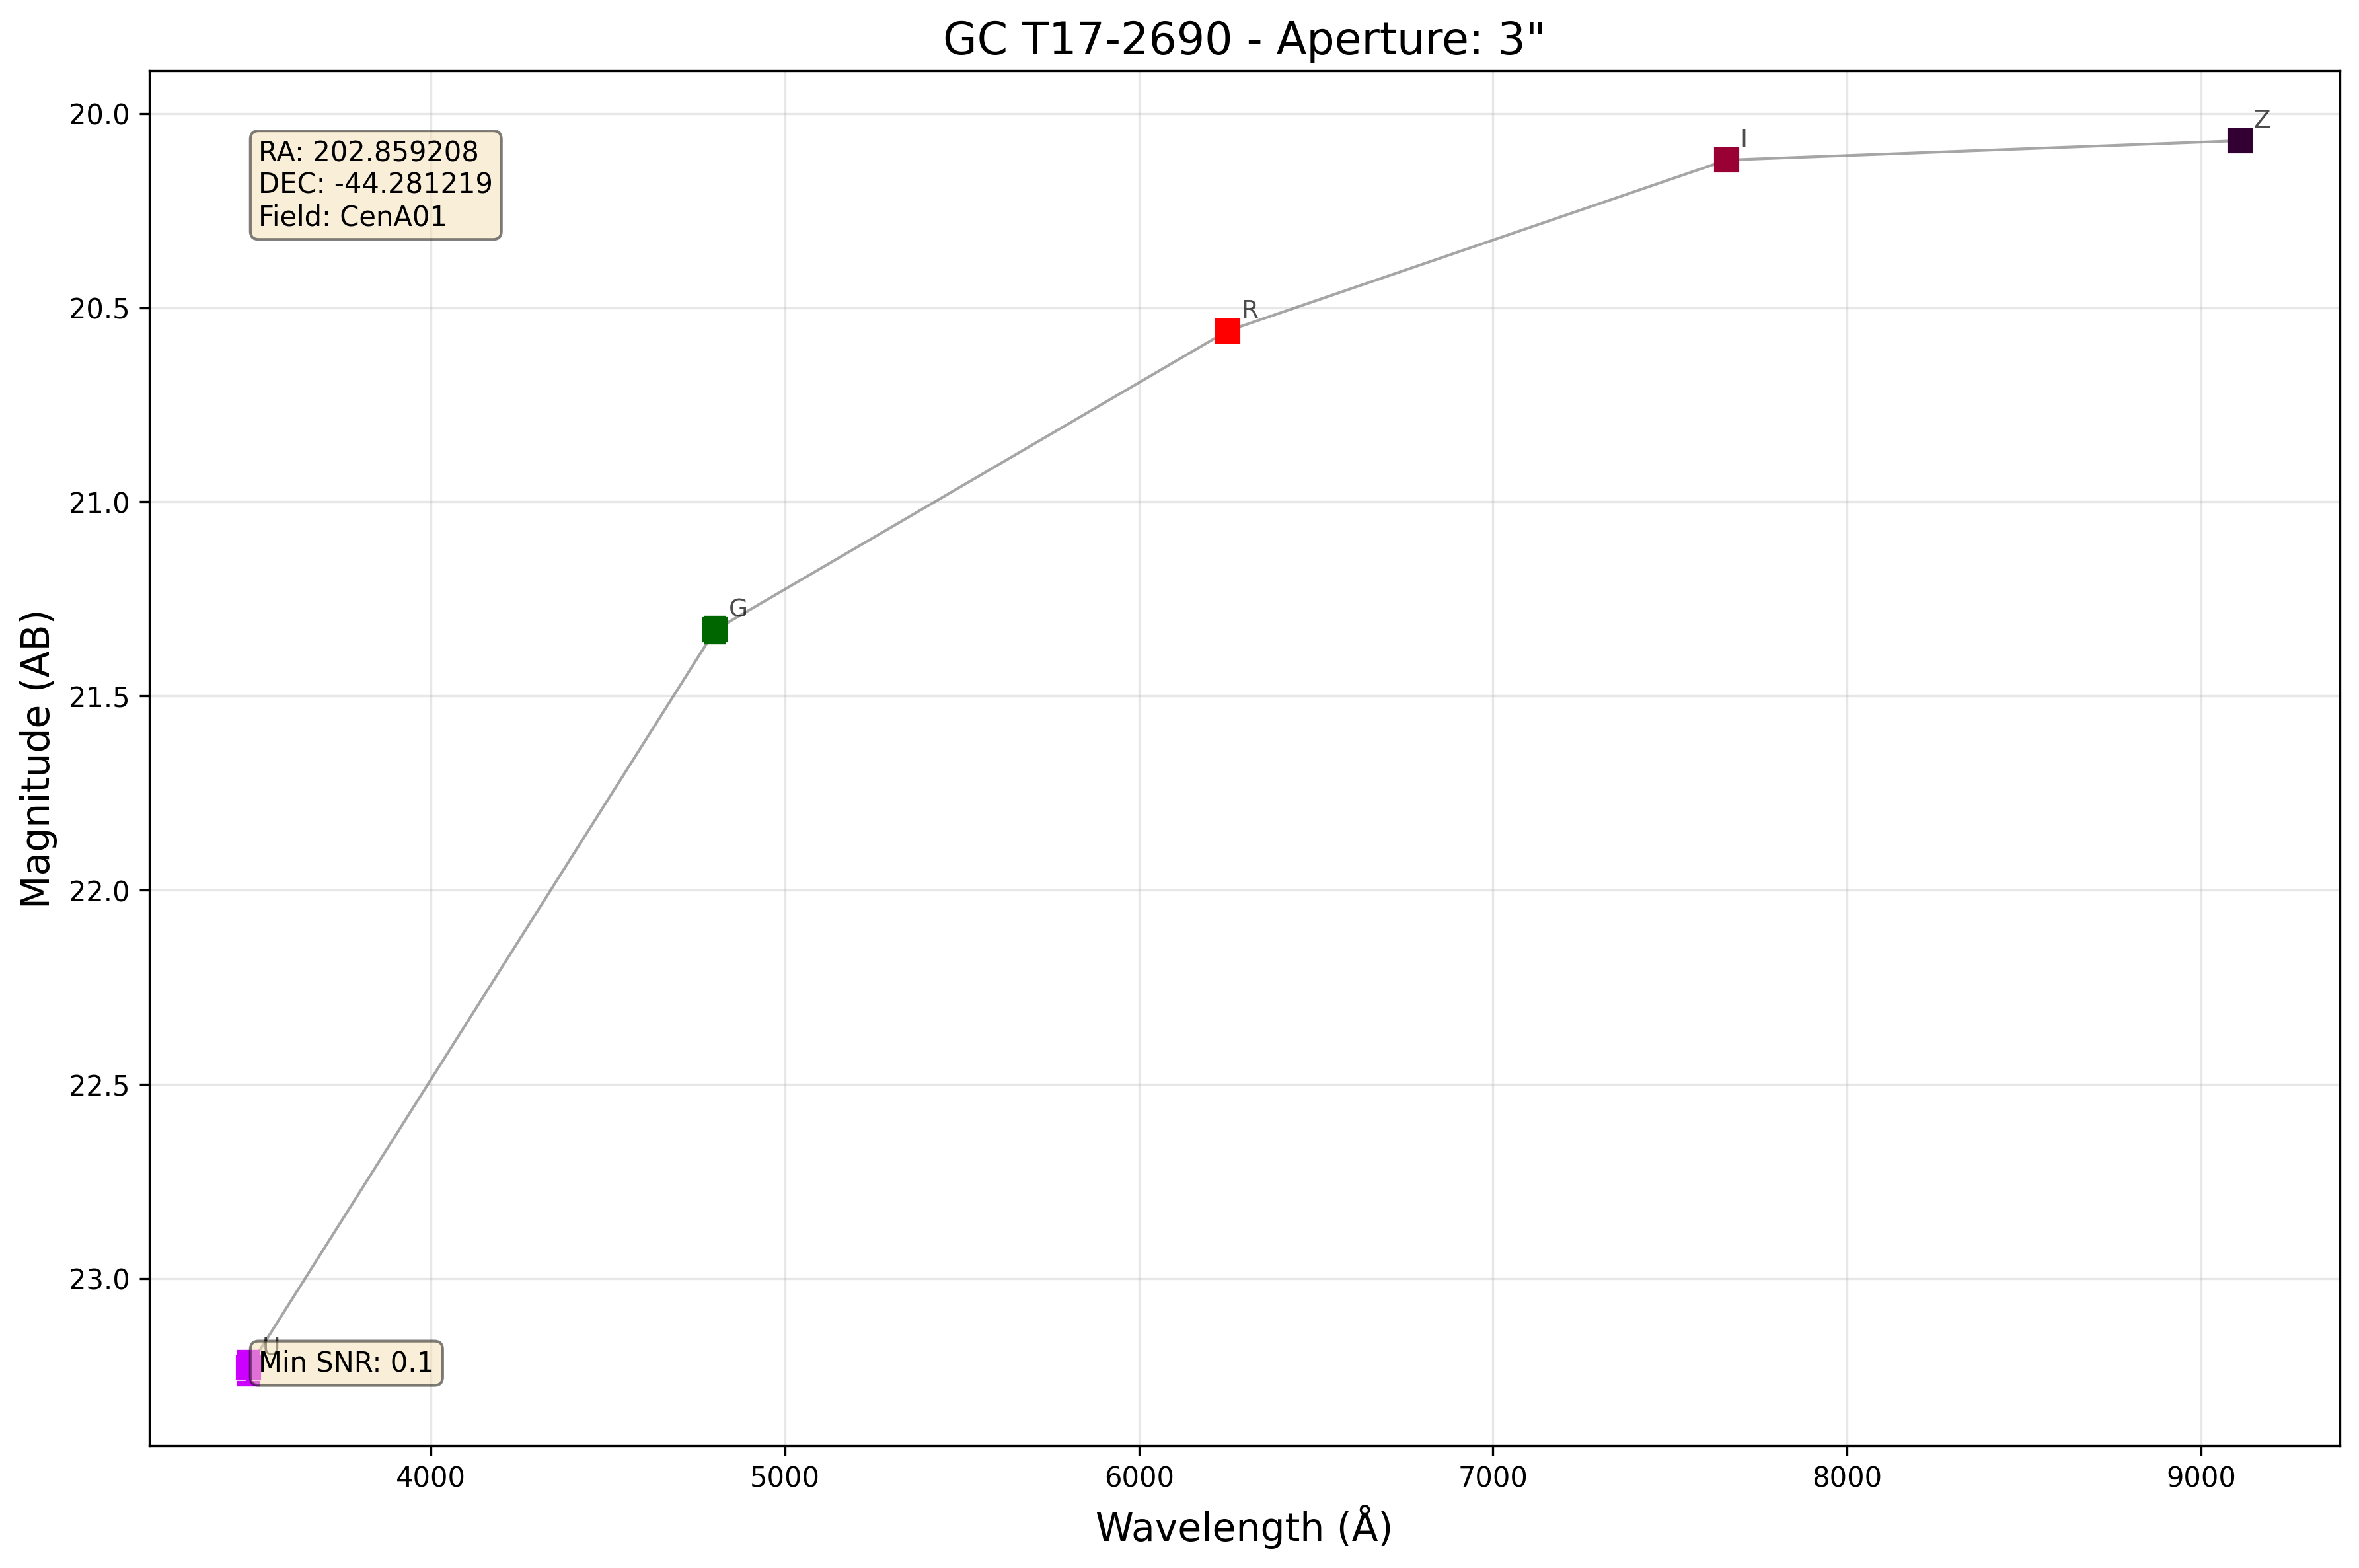 GC T17-2690 - Aperture: 3"
RA: 202.859208
DEC: -44.281219
Field: CenA01
Z
I
R
G
U
Min SNR: 0.1
20.0
20.5
21.0
21.5
22.0
22.5
23.0
Magnitude (AB)
4000 5000 6000 7000 8000 9000
Wavelength (Å)